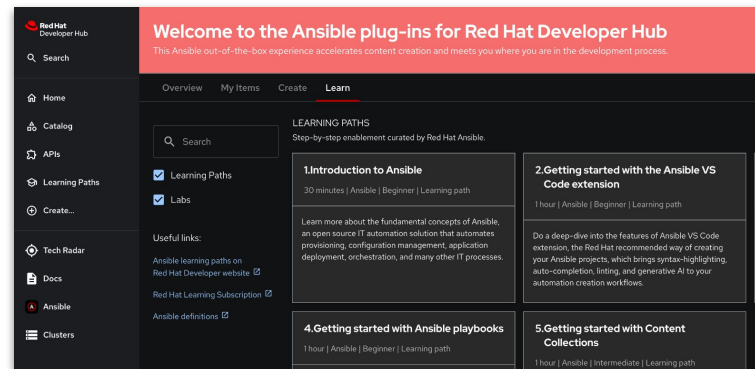 Red Hat
Developer Hub
Search
Home
Catalog
APIs
Learning Paths
Create...
Tech Radar
Docs
Ansible
Clusters
Welcome to the Ansible plug-ins for Red Hat Developer Hub
This Ansible out-of-the-box experience accelerates content creation and meets you where you are in the development process.
Overview My Items Create Learn
Search
Learning Paths
Labs
Useful links:
Ansible learning paths on
Red Hat Developer website
Red Hat Learning Subscription
Ansible definitions
LEARNING PATHS
Step-by-step enablement curated by Red Hat Ansible.
1.Introduction to Ansible
30 minutes | Ansible | Beginner | Learning path
Learn more about the fundamental concepts of Ansible,
an open source IT automation solution that automates
provisioning, configuration management, application
deployment, orchestration, and many other IT processes.
2.Getting started with the Ansible VS
Code extension
1 hour | Ansible | Beginner | Learning path
Do a deep-dive into the features of Ansible VS Code
extension, the Red Hat recommended way of creating
your Ansible projects, which brings syntax-highlighting,
auto-completion, linting, and generative AI to your
automation creation workflows.
4.Getting started with Ansible playbooks
1 hour | Ansible | Beginner | Learning path
5.Getting started with Content
Collections
1 hour | Ansible | Intermediate | Learning path